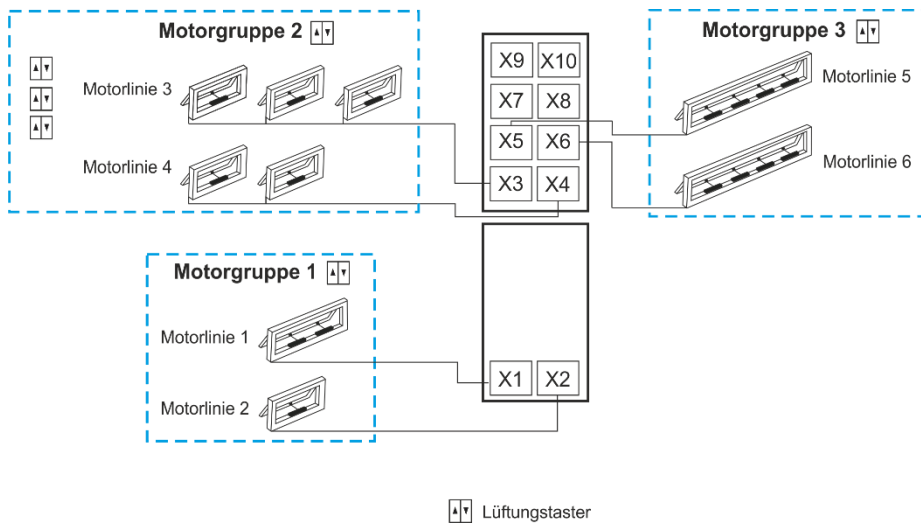 Motorgruppe 2
Motorlinie 3
Motorlinie 4
X9 X10
X7 X8
X5 X6
X3 X4
Motorgruppe 3
Motorlinie 5
Motorlinie 6
Motorgruppe 1
Motorlinie 1
Motorlinie 2
X1 X2
Lüftungstaster